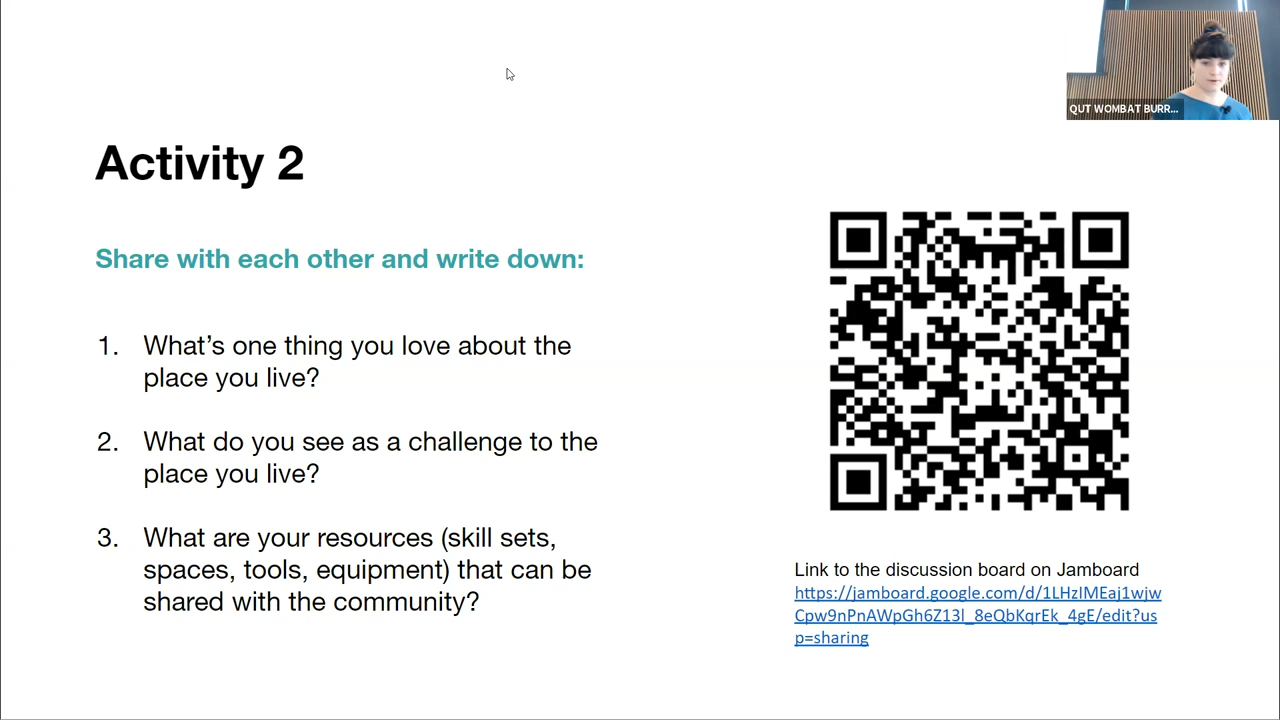 QUT WOMBAT BURR...
Activity 2
Share with each other and write down:
1. What’s one thing you love about the
place you live?
2. What do you see as a challenge to the
place you live?
3. What are your resources (skill sets,
spaces, tools, equipment) that can be
shared with the community?
Link to the discussion board on Jamboard
https://jamboard.google.com/d/1LHzIMEaj1wjw
Cpw9nPnAWpGh6Z13l_8eQbKqrEk_4gE/edit?us
p=sharing